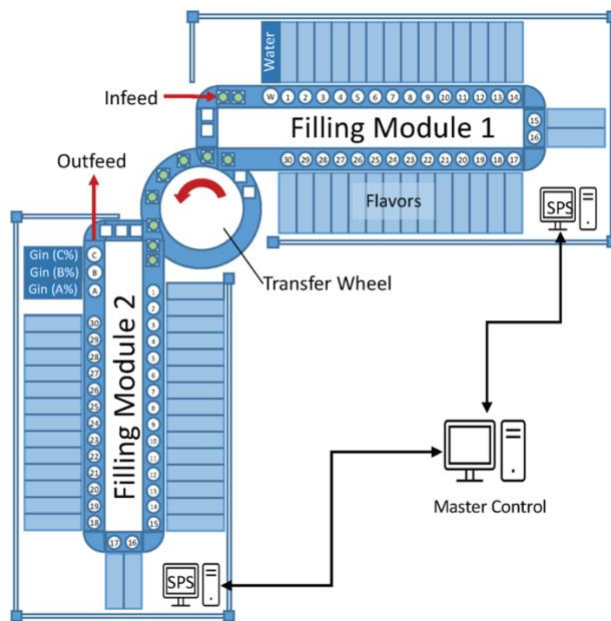 Water
Infeed
W 1 2 3 4 5 6 7 8 9 10 11 12 13 14
Filling Module 1
15
16
30 29 28 27 26 25 24 23 22 21 20 19 18 17
Outfeed
Flavors
SPS
Transfer Wheel
Gin (C%) C
Gin (B%) B
Gin (A%) A
Filling Module 2
1
2
3
4
5
6
7
8
9
10
11
12
13
14
15
30
29
28
27
26
25
24
23
22
21
20
19
18
17 16
Master Control
SPS